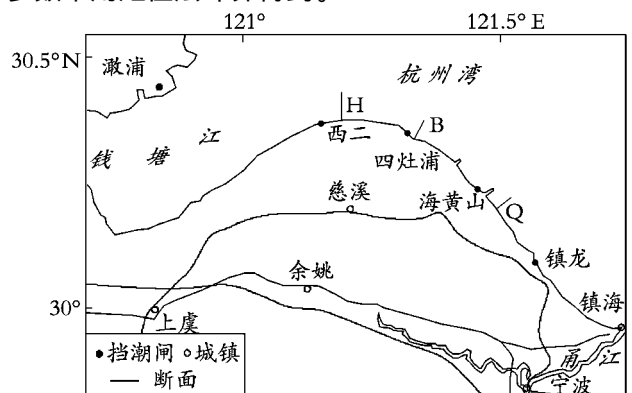 121° 121.5° E
30.5°N
澉浦
杭州湾
H
B
西二
钱塘江
四灶浦
慈溪
海黄山
Q
镇龙
余姚
镇海
30°
上虞
甬江
宁波
挡潮闸 城镇
断面